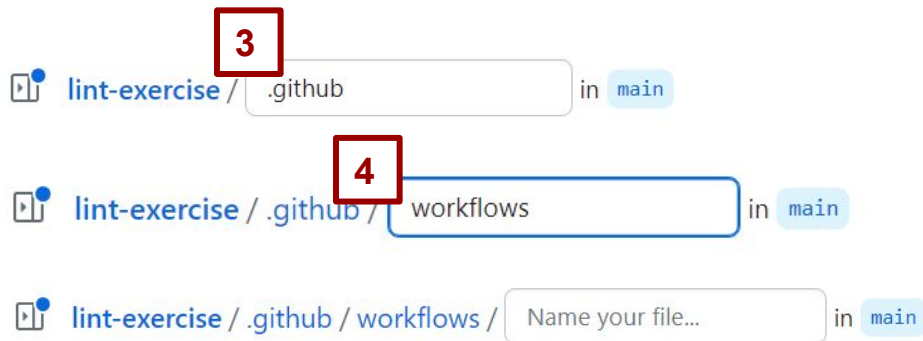 3
lint-exercise / .github in main
4
lint-exercise / .github / workflows in main
lint-exercise / .github / workflows / Name your file... in main